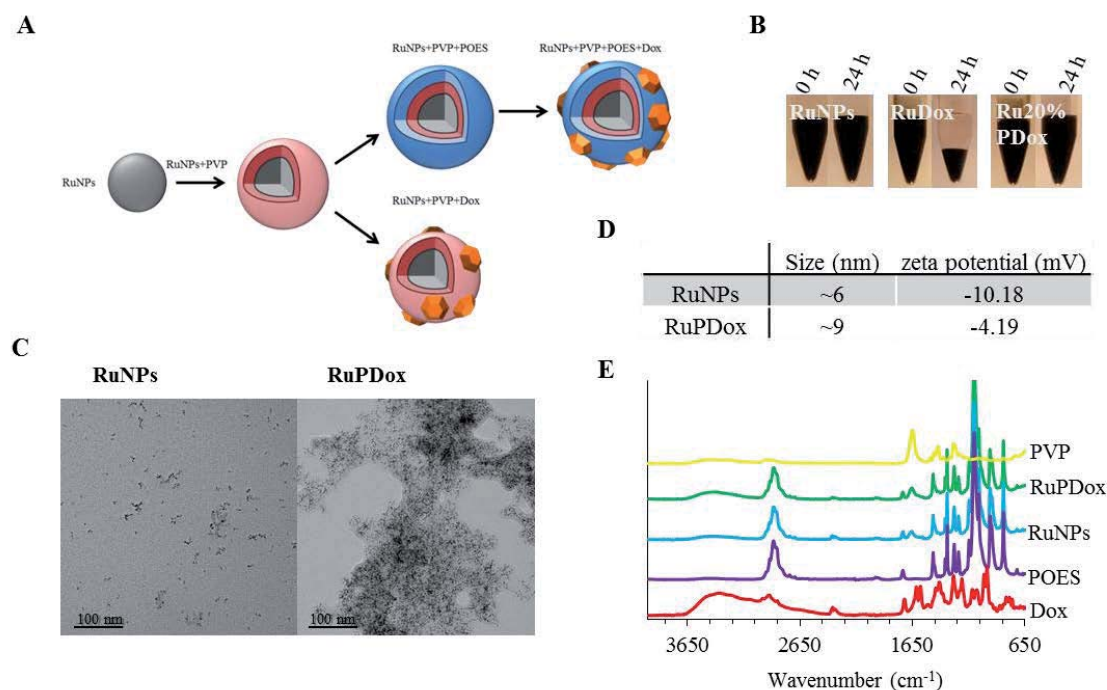 A
RuNPs
RuNPs+PVP
RuNPs+PVP+POES
RuNPs+PVP+POES+Dox
RuNPs+PVP+Dox
B
0 h
24 h
0 h
24 h
0 h
24 h
RuNPs
RuDox
Ru20%
PDox
C
RuNPs
RuPDox
100 nm
100 nm
D
Size (nm) zeta potential (mV)
RuNPs ~6 -10.18
RuPDox ~9 -4.19
E
PVP
RuPDox
RuNPs
POES
Dox
3650 2650 1650 650
Wavenumber (cm⁻¹)